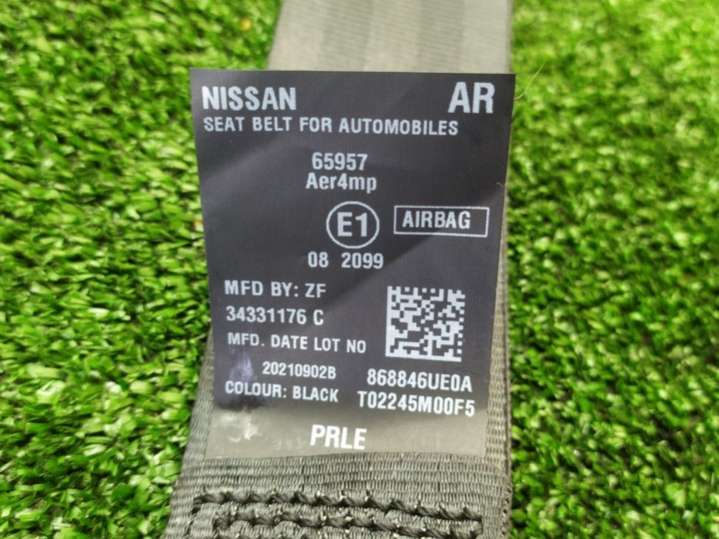 NISSAN AR
SEAT BELT FOR AUTOMOBILES
65957
Aer4mp
E1 AIRBAG
08 2099
MFD BY: ZF
34331176 C
MFD. DATE LOT NO
20210902B 868846UE0A
COLOUR: BLACK T02245M00F5
PRLE